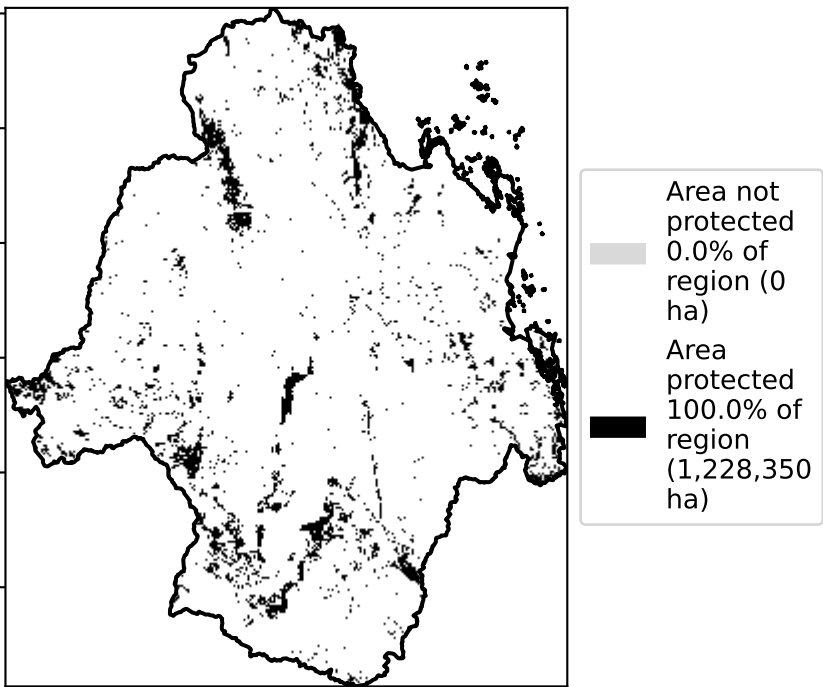 Area not
protected
0.0% of
region (0
ha)
Area
protected
100.0% of
region
(1,228,350
ha)